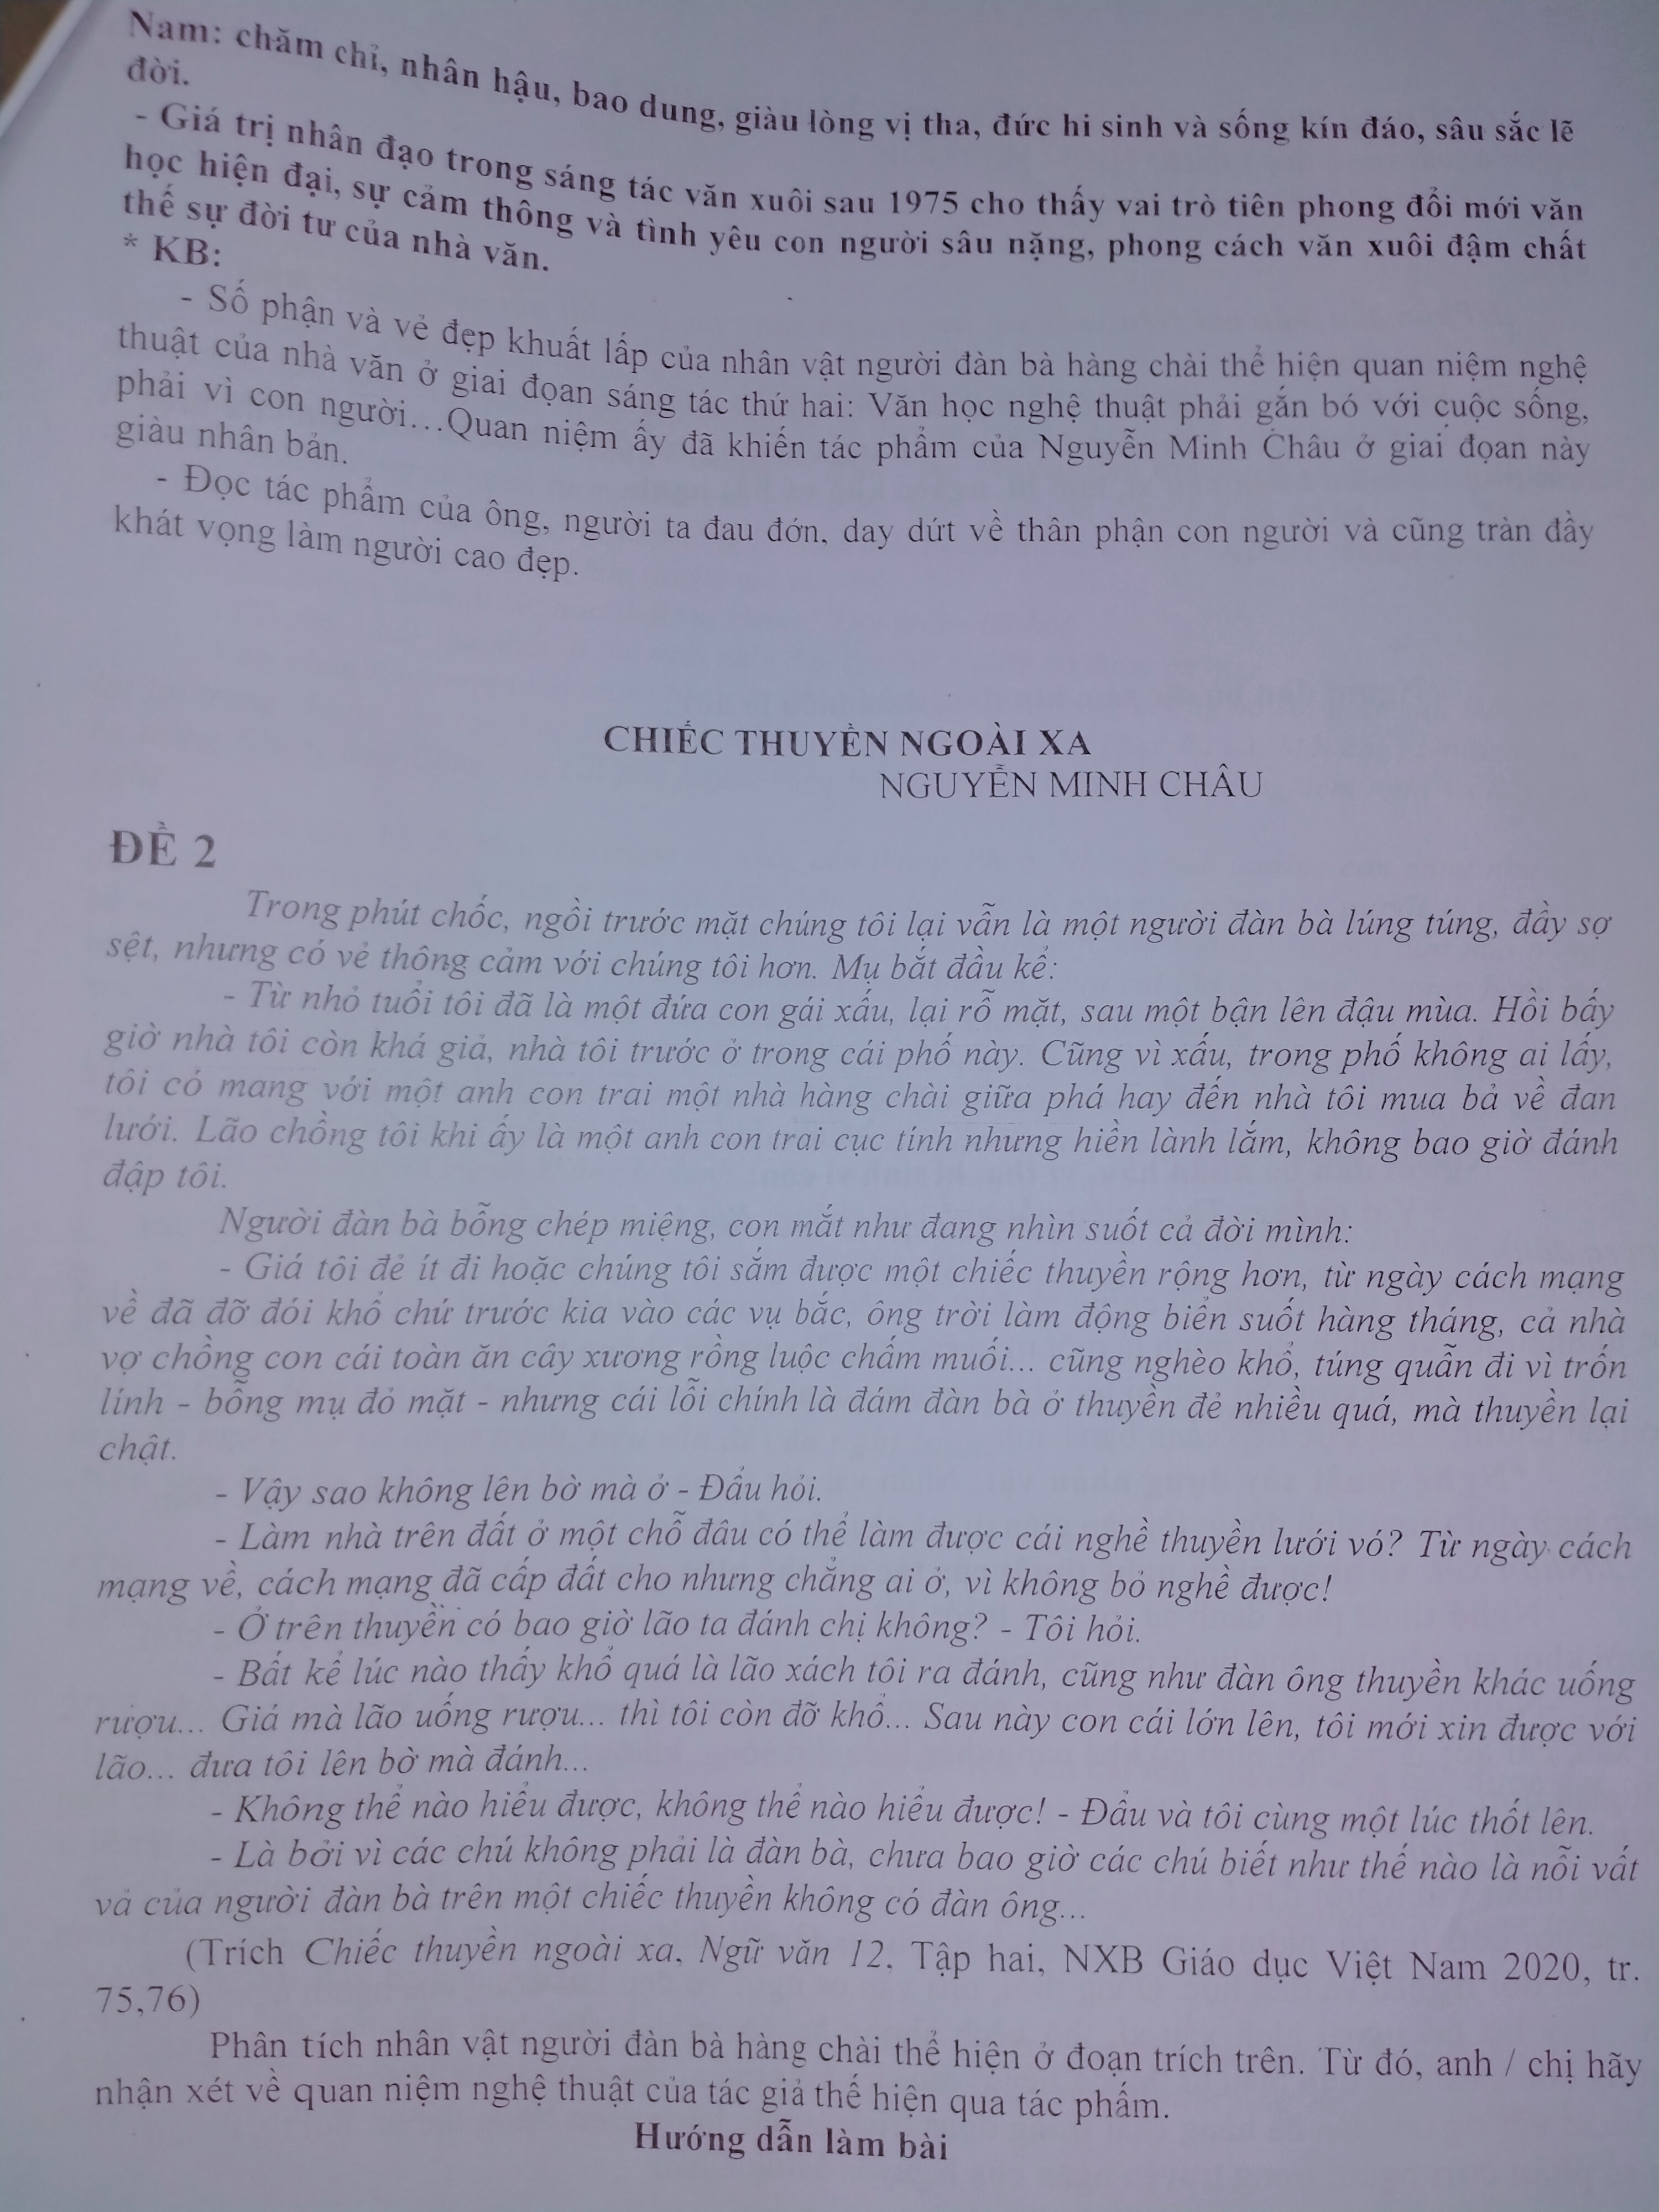 Nam: chăm chỉ, nhân hậu, bao dung, giàu lòng vị tha, đức hi sinh và sống kín đáo, sâu sắc lẽ
đời.
- Giá trị nhân đạo trong sáng tác văn xuôi sau 1975 cho thấy vai trò tiên phong đổi mới văn
học hiện đại, sự cảm thông và tình yêu con người sâu nặng, phong cách văn xuôi đậm chất
thế sự đời tư của nhà văn.
* KB:
- Số phận và vẻ đẹp khuất lấp của nhân vật người đàn bà hàng chài thể hiện quan niệm nghệ
thuật của nhà văn ở giai đọan sáng tác thứ hai: Văn học nghệ thuật phải gắn bó với cuộc sống,
phải vì con người...Quan niệm ấy đã khiến tác phẩm của Nguyễn Minh Châu ở giai đọan này
giàu nhân bản.
- Đọc tác phẩm của ông, người ta đau đớn, day dứt về thân phận con người và cũng tràn đầy
khát vọng làm người cao đẹp.
CHIẾC THUYỀN NGOÀI XA
NGUYỄN MINH CHÂU
ĐỀ 2
Trong phút chốc, ngồi trước mặt chúng tôi lại vẫn là một người đàn bà lúng túng, đầy sợ
sệt, nhưng có vẻ thông cảm với chúng tôi hơn. Mụ bắt đầu kể:
- Từ nhỏ tuổi tôi đã là một đứa con gái xấu, lại rỗ mặt, sau một bận lên đậu mùa. Hồi bấy
giờ nhà tôi còn khá giả, nhà tôi trước ở trong cái phố này. Cũng vì xấu, trong phố không ai lấy,
tôi có mang với một anh con trai một nhà hàng chài giữa phá hay đến nhà tôi mua bả về đan
lưới. Lão chồng tôi khi ấy là một anh con trai cục tính nhưng hiền lành lắm, không bao giờ đánh
đập tôi.
Người đàn bà bỗng chép miệng, con mắt như đang nhìn suốt cả đời mình:
- Giá tôi đẻ ít đi hoặc chúng tôi sắm được một chiếc thuyền rộng hơn, từ ngày cách mạng
về đã đỡ đói khổ chứ trước kia vào các vụ bắc, ông trời làm động biển suốt hàng tháng, cả nhà
vợ chồng con cái toàn ăn cây xương rồng luộc chấm muối... cũng nghèo khổ, túng quẫn đi vì trốn
lính - bỗng mụ đỏ mặt - nhưng cái lỗi chính là đám đàn bà ở thuyền đẻ nhiều quá, mà thuyền lại
chật.
- Vậy sao không lên bờ mà ở - Đẩu hỏi.
- Làm nhà trên đất ở một chỗ đâu có thể làm được cái nghề thuyền lưới vó? Từ ngày cách
mạng về, cách mạng đã cấp đất cho nhưng chẳng ai ở, vì không bỏ nghề được!
- Ở trên thuyền có bao giờ lão ta đánh chị không? - Tôi hỏi.
- Bất kể lúc nào thấy khổ quá là lão xách tôi ra đánh, cũng như đàn ông thuyền khác uống
rượu... Giá mà lão uống rượu... thì tôi còn đỡ khổ... Sau này con cái lớn lên, tôi mới xin được với
lão... đưa tôi lên bờ mà đánh...
- Không thể nào hiểu được, không thể nào hiểu được! - Đẩu và tôi cùng một lúc thốt lên.
- Là bởi vì các chú không phải là đàn bà, chưa bao giờ các chú biết như thế nào là nỗi vất
vả của người đàn bà trên một chiếc thuyền không có đàn ông...
(Trích Chiếc thuyền ngoài xa, Ngữ văn 12, Tập hai, NXB Giáo dục Việt Nam 2020, tr.
75,76)
Phân tích nhân vật người đàn bà hàng chài thể hiện ở đoạn trích trên. Từ đó, anh / chị hãy
nhận xét về quan niệm nghệ thuật của tác giả thế hiện qua tác phẩm.
Hướng dẫn làm bài